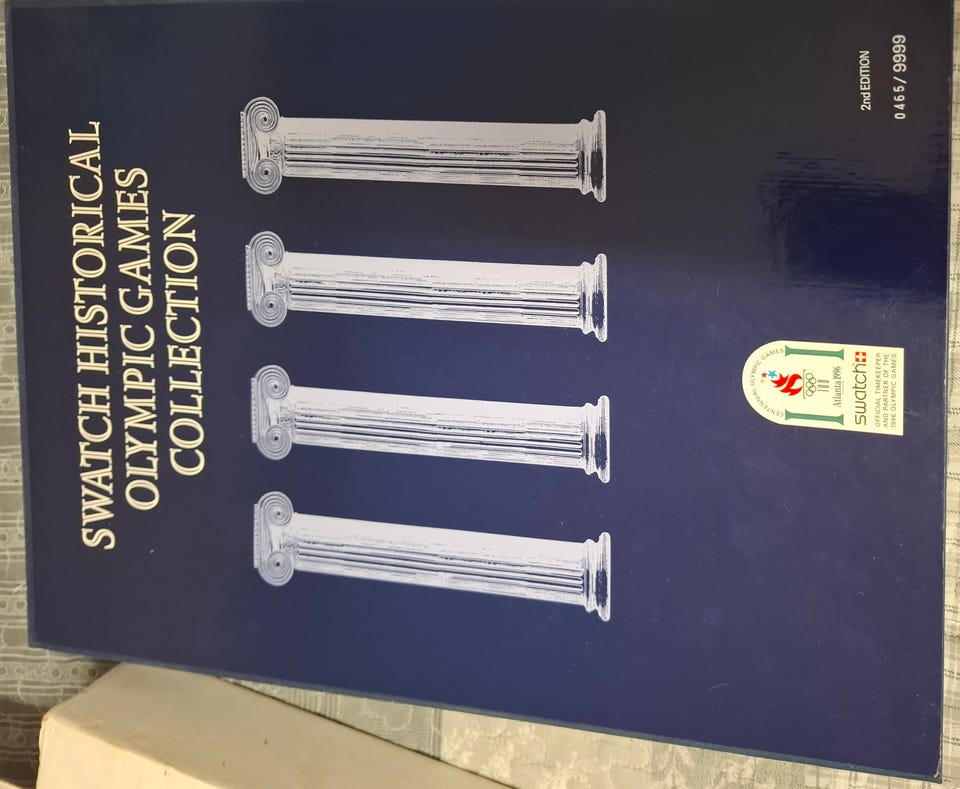 SWATCH HISTORICAL
OLYMPIC GAMES
COLLECTION
CENTENNIAL OLYMPIC GAMES
100
Atlanta 1996
swatch
OFFICIAL TIMEKEEPER
AND PARTNER OF THE
1996 OLYMPIC GAMES
2nd EDITION
0465/9999